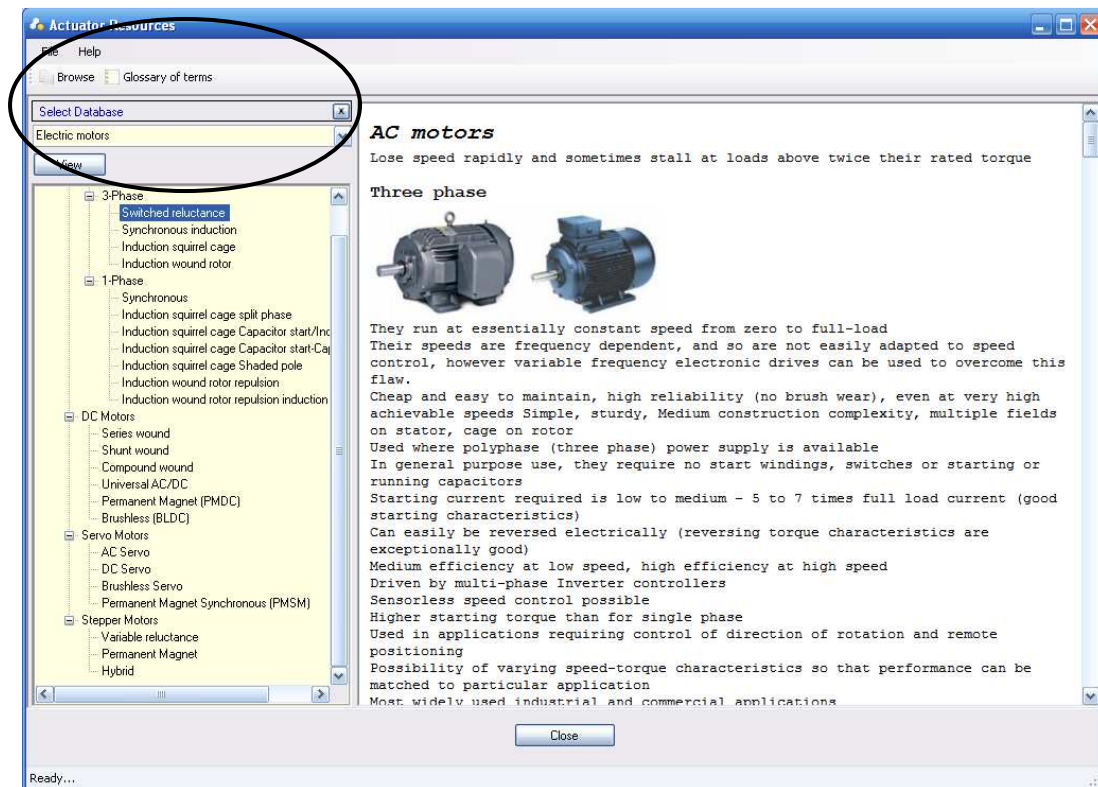 Actuator Resources
File Help
Browse Glossary of terms
Select Database
Electric motors
View
3-Phase
Switched reluctance
Synchronous induction
Induction squirrel cage
Induction wound rotor
1-Phase
Synchronous
Induction squirrel cage split phase
Induction squirrel cage Capacitor start/Inc
Induction squirrel cage Capacitor start-Ca
Induction squirrel cage Shaded pole
Induction wound rotor repulsion
Induction wound rotor repulsion induction
DC Motors
Series wound
Shunt wound
Compound wound
Universal AC/DC
Permanent Magnet (PMDC)
Brushless (BLDC)
Servo Motors
AC Servo
DC Servo
Brushless Servo
Permanent Magnet Synchronous (PMSM)
Stepper Motors
Variable reluctance
Permanent Magnet
Hybrid
AC motors
Lose speed rapidly and sometimes stall at loads above twice their rated torque
Three phase
They run at essentially constant speed from zero to full-load
Their speeds are frequency dependent, and so are not easily adapted to speed
control, however variable frequency electronic drives can be used to overcome this
flaw.
Cheap and easy to maintain, high reliability (no brush wear), even at very high
achievable speeds Simple, sturdy, Medium construction complexity, multiple fields
on stator, cage on rotor
Used where polyphase (three phase) power supply is available
In general purpose use, they require no start windings, switches or starting or
running capacitors
Starting current required is low to medium - 5 to 7 times full load current (good
starting characteristics)
Can easily be reversed electrically (reversing torque characteristics are
exceptionally good)
Medium efficiency at low speed, high efficiency at high speed
Driven by multi-phase Inverter controllers
Sensorless speed control possible
Higher starting torque than for single phase
Used in applications requiring control of direction of rotation and remote
positioning
Possibility of varying speed-torque characteristics so that performance can be
matched to particular application
Most widely used industrial and commercial applications
Close
Ready...